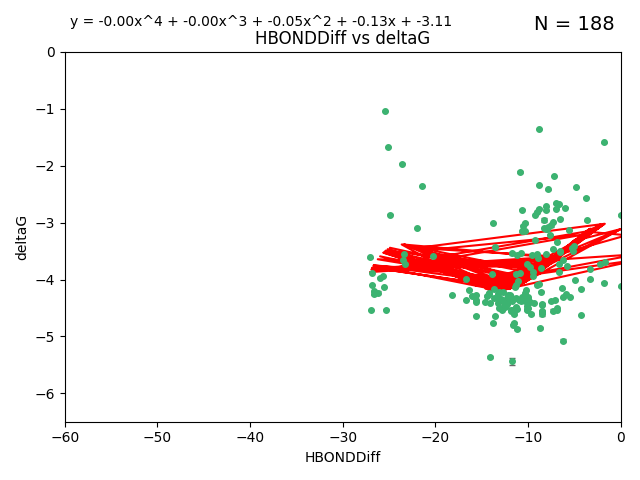 y = -0.00x^4 + -0.00x^3 + -0.05x^2 + -0.13x + -3.11
N = 188
HBONDDiff vs deltaG
0
−1
−2
−3
−4
−5
−6
deltaG
−60 −50 −40 −30 −20 −10 0
HBONDDiff